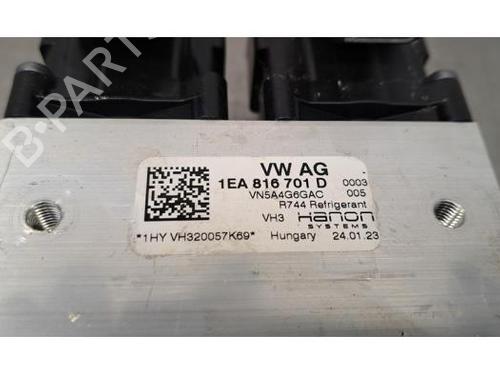 VW AG
1EA 816 701 D 0003
VN5A4G6GAC 005
R744 Refrigerant
VH3 Hanon
SYSTEMS
*1HY VH320057K69* Hungary 24.01.23
B-PARTS